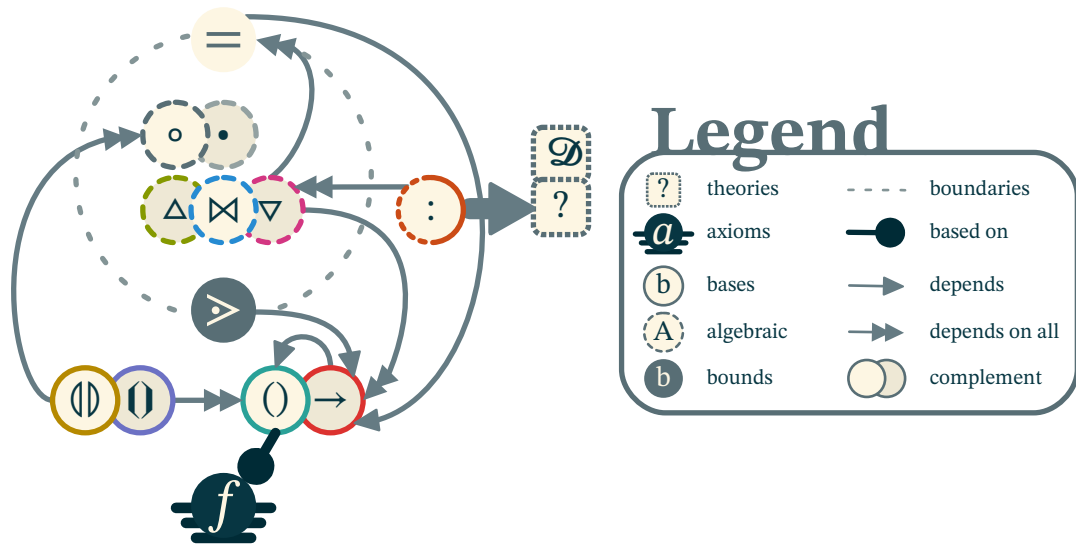 =
∘ •
𝒟
△ ⋈ ▽
:
?
⋗
() →
f
Legend
? theories
boundaries
a axioms
based on
b bases
depends
A algebraic
depends on all
b bounds
complement